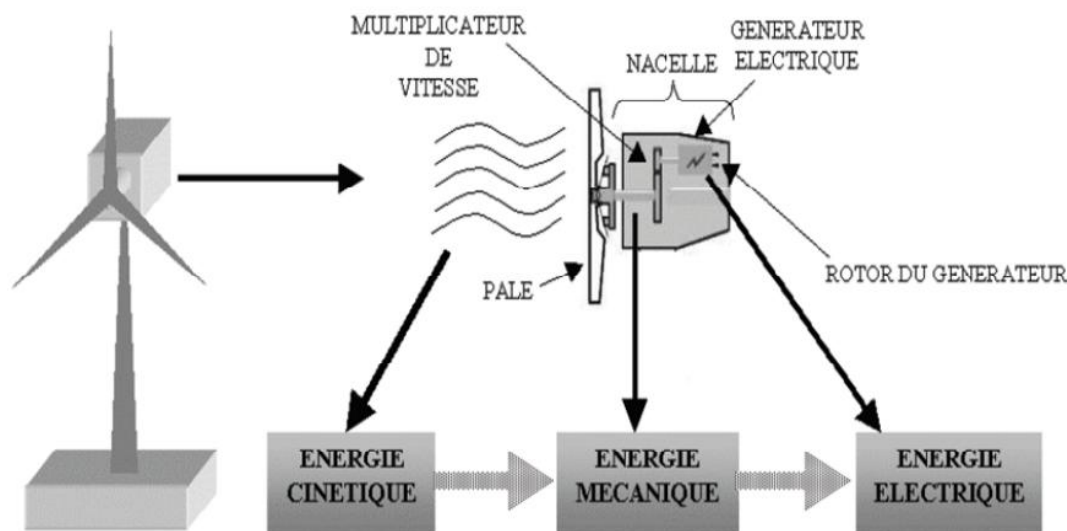 MULTIPLICATEUR
DE
VITESSE
GENERATEUR
ELECTRIQUE
NACELLE
PALE
ROTOR DU GENERATEUR
ENERGIE
CINETIQUE
ENERGIE
MECANIQUE
ENERGIE
ELECTRIQUE